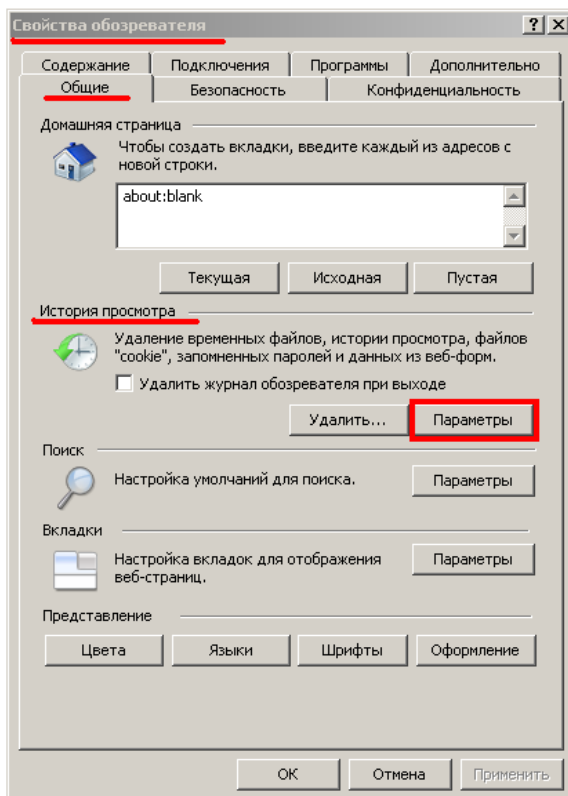 Свойства обозревателя
Содержание Подключения Программы Дополнительно
Общие Безопасность Конфиденциальность
Домашняя страница
Чтобы создать вкладки, введите каждый из адресов с
новой строки.
about:blank
Текущая Исходная Пустая
История просмотра
Удаление временных файлов, истории просмотра, файлов
"cookie", запомненных паролей и данных из веб-форм.
Удалить журнал обозревателя при выходе
Удалить... Параметры
Поиск
Настройка умолчаний для поиска. Параметры
Вкладки
Настройка вкладок для отображения
веб-страниц.
Параметры
Представление
Цвета Языки Шрифты Оформление
ОК Отмена Применить